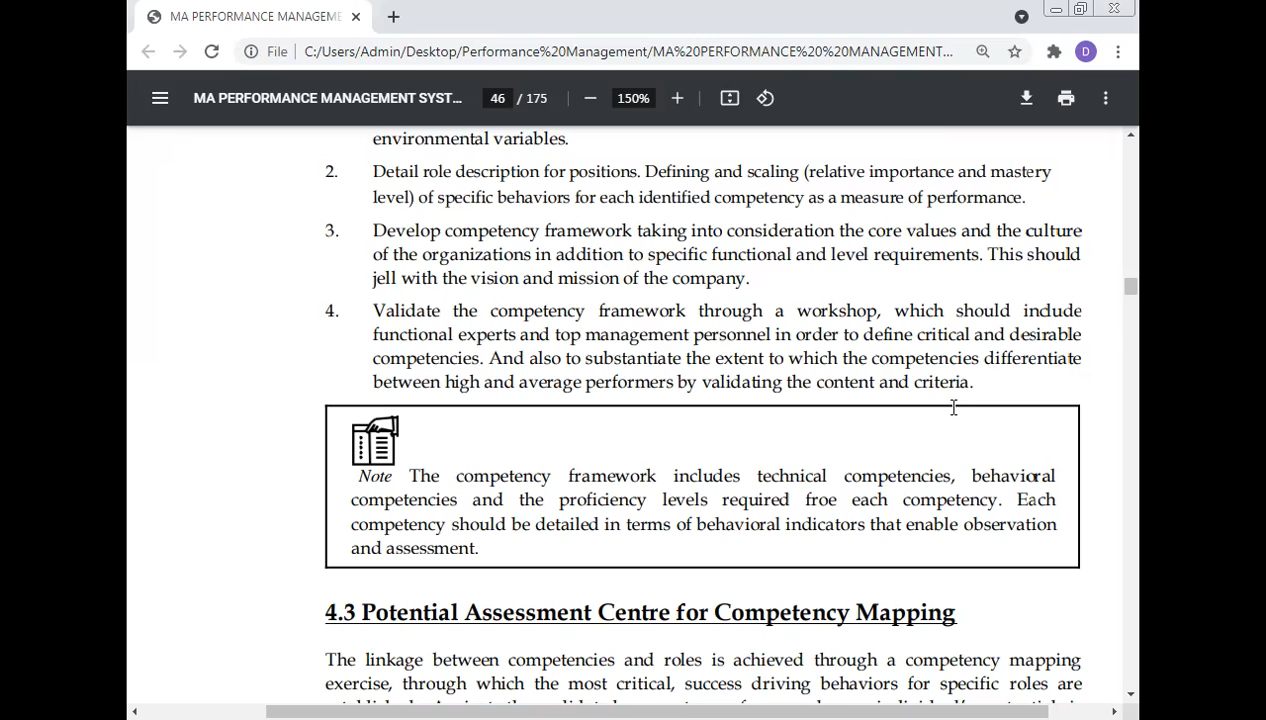 MA PERFORMANCE MANAGEME
File C:/Users/Admin/Desktop/Performance%20Management/MA%20PERFORMANCE%20%20MANAGEMENT...
D
MA PERFORMANCE MANAGEMENT SYST... 46 / 175 150%
environmental variables.
2. Detail role description for positions. Defining and scaling (relative importance and mastery
level) of specific behaviors for each identified competency as a measure of performance.
3. Develop competency framework taking into consideration the core values and the culture
of the organizations in addition to specific functional and level requirements. This should
jell with the vision and mission of the company.
4. Validate the competency framework through a workshop, which should include
functional experts and top management personnel in order to define critical and desirable
competencies. And also to substantiate the extent to which the competencies differentiate
between high and average performers by validating the content and criteria.
Note The competency framework includes technical competencies, behavioral
competencies and the proficiency levels required froe each competency. Each
competency should be detailed in terms of behavioral indicators that enable observation
and assessment.
4.3 Potential Assessment Centre for Competency Mapping
The linkage between competencies and roles is achieved through a competency mapping
exercise, through which the most critical, success driving behaviors for specific roles are